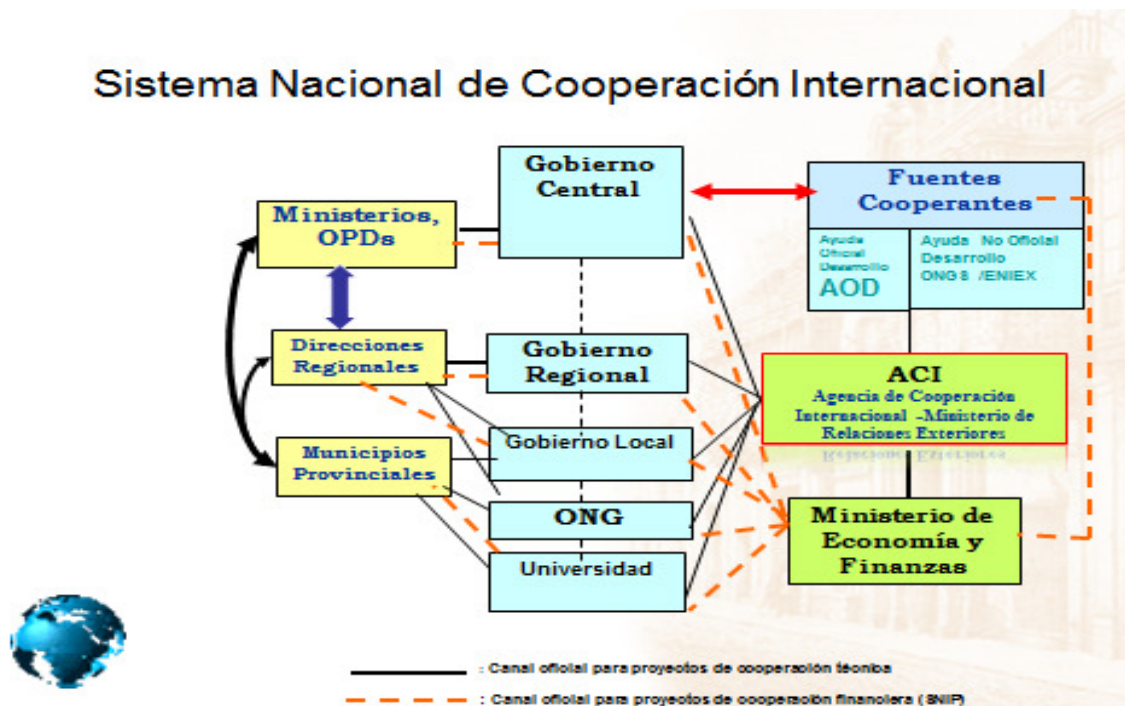 Sistema Nacional de Cooperación Internacional
Gobierno
Central
Fuentes
Cooperantes
Ministerios,
OPDs
Ayuda
Oficial
Desarrollo
AOD
Ayuda No Oficial
Desarrollo
ONGS /ENIEX
Direcciones
Regionales
Gobierno
Regional
ACI
Agencia de Cooperación
Internacional -Ministerio de
Relaciones Exteriores
Gobierno Local
Municipios
Provinciales
ONG
Ministerio de
Economía y
Finanzas
Universidad
: Canal oficial para proyectos de cooperación técnica
: Canal oficial para proyectos de cooperación financiera (SNIP)